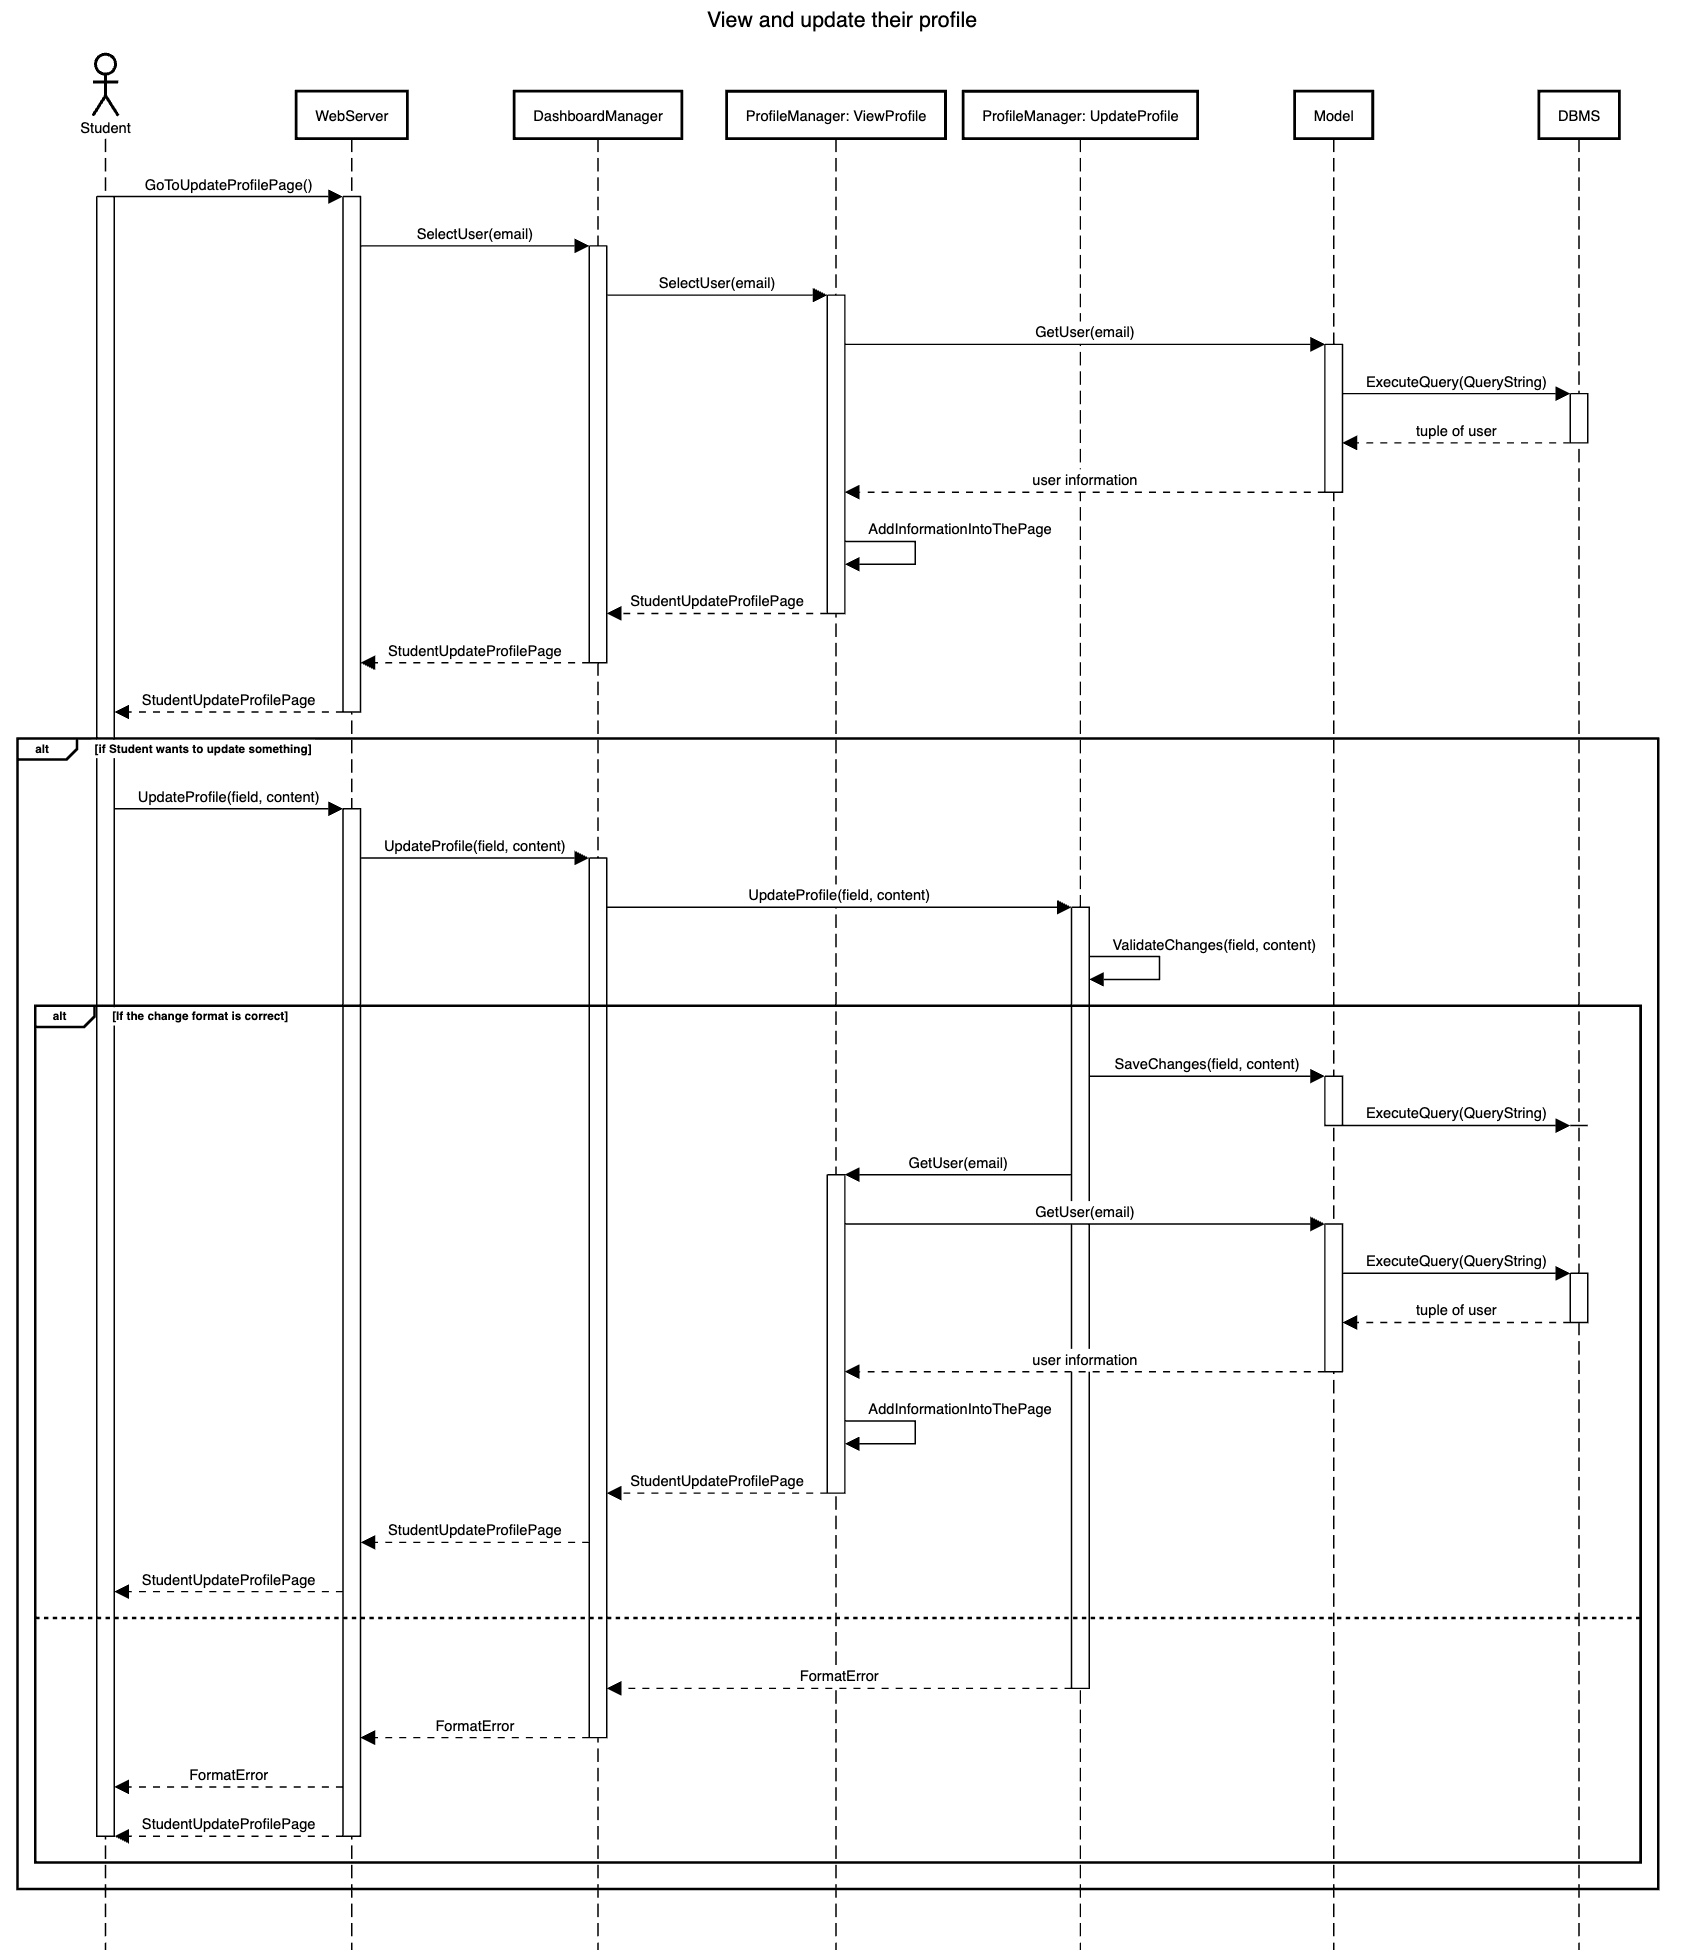 View and update their profile
Student
WebServer
DashboardManager
ProfileManager: ViewProfile
ProfileManager: UpdateProfile
Model
DBMS
GoToUpdateProfilePage()
SelectUser(email)
SelectUser(email)
GetUser(email)
ExecuteQuery(QueryString)
tuple of user
user information
AddInformationIntoThePage
StudentUpdateProfilePage
StudentUpdateProfilePage
StudentUpdateProfilePage
alt
[if Student wants to update something]
UpdateProfile(field, content)
UpdateProfile(field, content)
UpdateProfile(field, content)
ValidateChanges(field, content)
alt
[If the change format is correct]
SaveChanges(field, content)
ExecuteQuery(QueryString)
GetUser(email)
GetUser(email)
ExecuteQuery(QueryString)
tuple of user
user information
AddInformationIntoThePage
StudentUpdateProfilePage
StudentUpdateProfilePage
StudentUpdateProfilePage
FormatError
FormatError
FormatError
StudentUpdateProfilePage